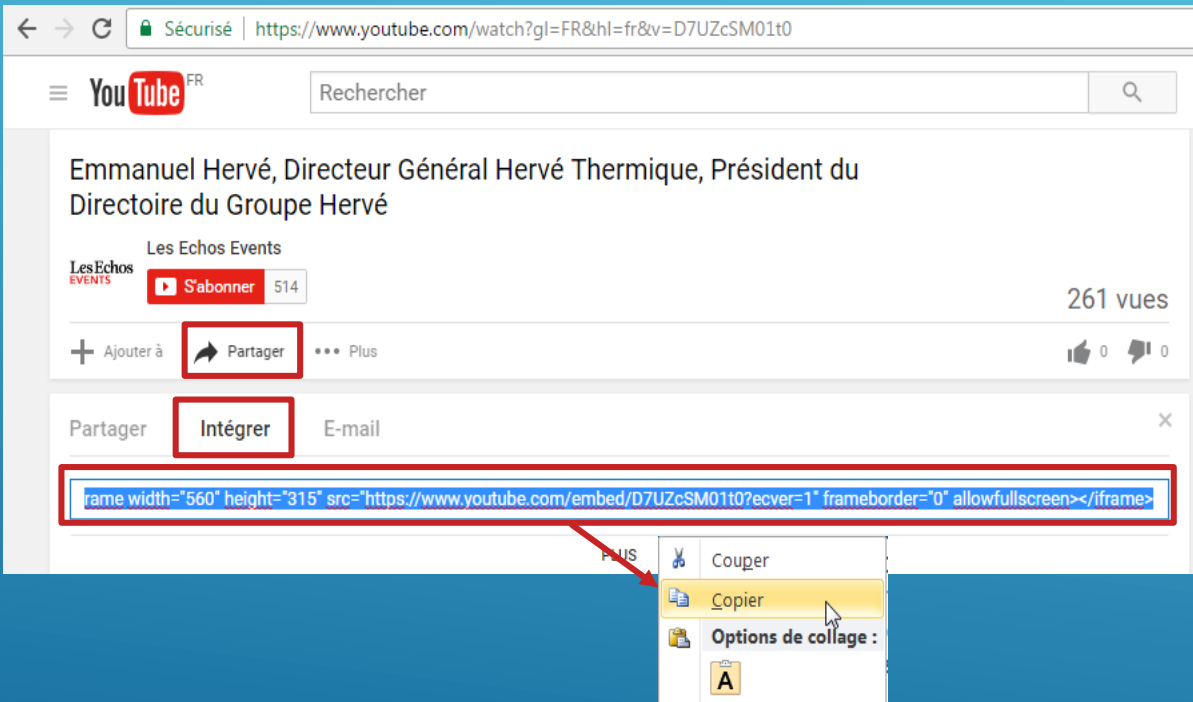 Sécurisé | https://www.youtube.com/watch?gl=FR&hl=fr&v=D7UZcSM01t0
YouTube FR
Rechercher
Emmanuel Hervé, Directeur Général Hervé Thermique, Président du
Directoire du Groupe Hervé
Les Echos Events
LesEchos
EVENTS
S'abonner 514
261 vues
Ajouter à Partager Plus 0 0
Partager Intégrer E-mail
rame width="560" height="315" src="https://www.youtube.com/embed/D7UZcSM01t0?ecver=1" frameborder="0" allowfullscreen></iframe>
PLUS
Couper
Copier
Options de collage :
A